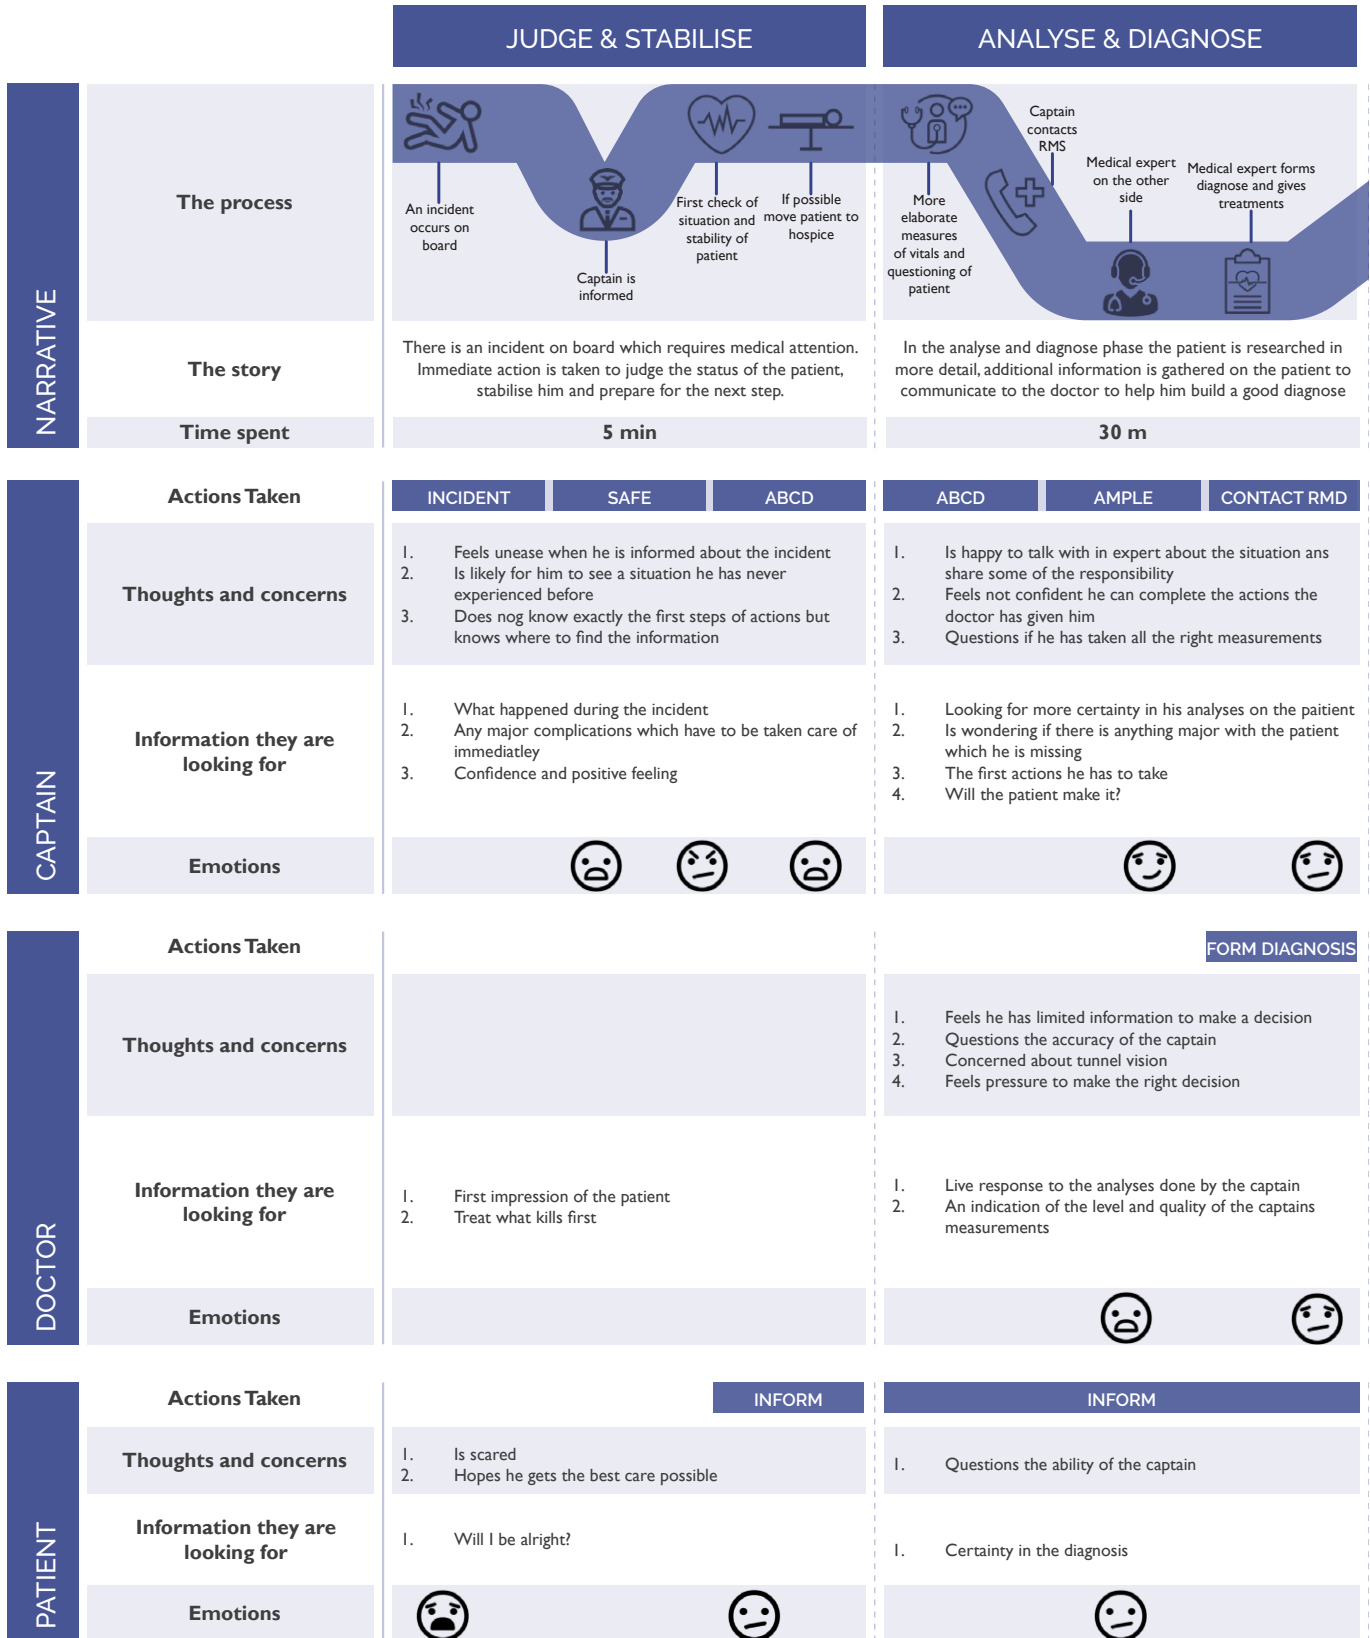 JUDGE & STABILISE
ANALYSE & DIAGNOSE
NARRATIVE
The process
An incident
occurs on
board
Captain is
informed
First check of
situation and
stability of
patient
If possible
move patient to
hospice
More
elaborate
measures
of vitals and
questioning of
patient
Captain
contacts
RMS
Medical expert
on the other
side
Medical expert forms
diagnose and gives
treatments
The story
There is an incident on board which requires medical attention.
Immediate action is taken to judge the status of the patient,
stabilise him and prepare for the next step.
In the analyse and diagnose phase the patient is researched in
more detail, additional information is gathered on the patient to
communicate to the doctor to help him build a good diagnose
Time spent
5 min
30 m
CAPTAIN
Actions Taken
INCIDENT
SAFE
ABCD
ABCD
AMPLE
CONTACT RMD
Thoughts and concerns
1. Feels unease when he is informed about the incident
2. Is likely for him to see a situation he has never
experienced before
3. Does nog know exactly the first steps of actions but
knows where to find the information
1. Is happy to talk with in expert about the situation ans
share some of the responsibility
2. Feels not confident he can complete the actions the
doctor has given him
3. Questions if he has taken all the right measurements
Information they are
looking for
1. What happened during the incident
2. Any major complications which have to be taken care of
immediatley
3. Confidence and positive feeling
1. Looking for more certainty in his analyses on the paitient
2. Is wondering if there is anything major with the patient
which he is missing
3. The first actions he has to take
4. Will the patient make it?
Emotions
DOCTOR
Actions Taken
FORM DIAGNOSIS
Thoughts and concerns
1. Feels he has limited information to make a decision
2. Questions the accuracy of the captain
3. Concerned about tunnel vision
4. Feels pressure to make the right decision
Information they are
looking for
1. First impression of the patient
2. Treat what kills first
1. Live response to the analyses done by the captain
2. An indication of the level and quality of the captains
measurements
Emotions
PATIENT
Actions Taken
INFORM
INFORM
Thoughts and concerns
1. Is scared
2. Hopes he gets the best care possible
1. Questions the ability of the captain
Information they are
looking for
1. Will I be alright?
1. Certainty in the diagnosis
Emotions